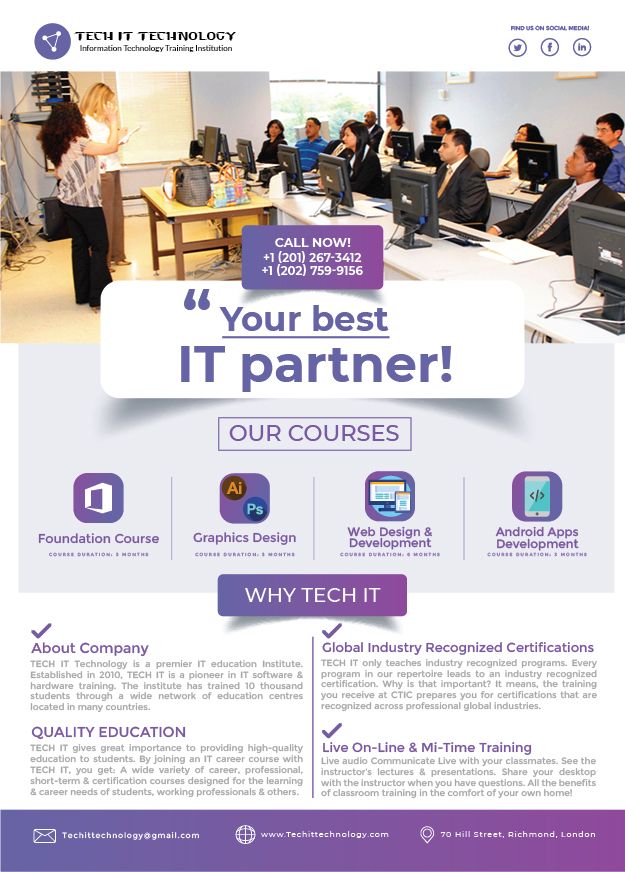 TECH IT TECHNOLOGY
Information Technology Training Institution
FIND US ON SOCIAL MEDIA!
CALL NOW!
+1 (201) 267-3412
+1 (202) 759-9156
“ Your best
IT partner!
OUR COURSES
Ai
Ps
</>
Foundation Course
COURSE DURATION: 3 MONTHS
Graphics Design
COURSE DURATION: 3 MONTHS
Web Design &
Development
COURSE DURATION: 6 MONTHS
Android Apps
Development
COURSE DURATION: 3 MONTHS
WHY TECH IT
About Company
TECH IT Technology is a premier IT education Institute.
Established in 2010, TECH IT is a pioneer in IT software &
hardware training. The institute has trained 10 thousand
students through a wide network of education centres
located in many countries.
QUALITY EDUCATION
TECH IT gives great importance to providing high-quality
education to students. By joining an IT career course with
TECH IT, you get: A wide variety of career, professional,
short-term & certification courses designed for the learning
& career needs of students, working professionals & others.
Global Industry Recognized Certifications
TECH IT only teaches industry recognized programs. Every
program in our repertoire leads to an industry recognized
certification. Why is that important? It means, the training
you receive at CTIC prepares you for certifications that are
recognized across professional global industries.
Live On-Line & Mi-Time Training
Live audio Communicate Live with your classmates. See the
instructor's lectures & presentations. Share your desktop
with the instructor when you have questions. All the benefits
of classroom training in the comfort of your own home!
Techittechnology@gmail.com
www.Techittechnology.com
70 Hill Street, Richmond, London